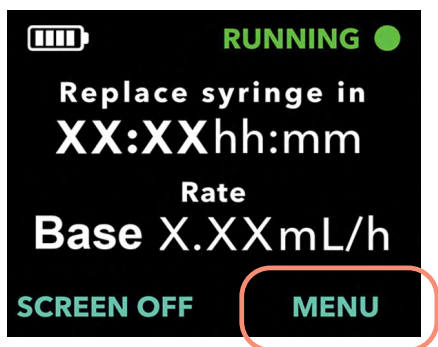 RUNNING
Replace syringe in
XX:XXhh:mm
Rate
Base X.XXmL/h
SCREEN OFF MENU